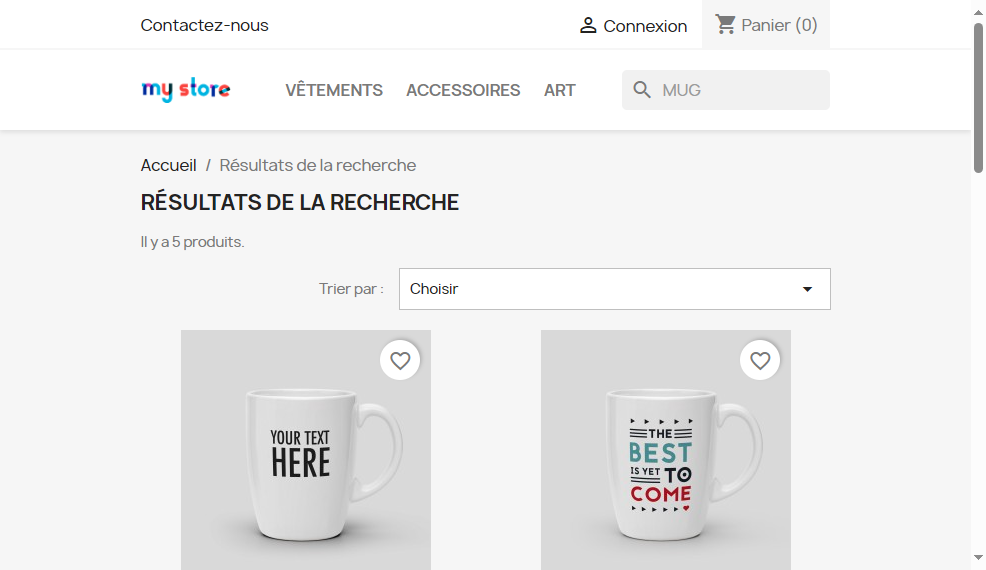 Contactez-nous
Connexion
Panier (0)
my store
VÊTEMENTS
ACCESSOIRES
ART
MUG
Accueil / Résultats de la recherche
RÉSULTATS DE LA RECHERCHE
Il y a 5 produits.
Trier par :
Choisir
YOUR TEXT
HERE
THE
BEST
IS YET TO
COME